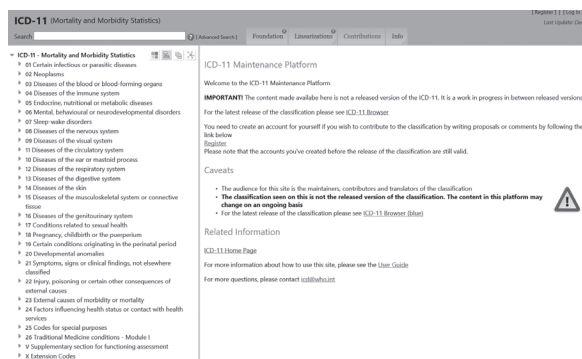 [ Register ] [ Log In
ICD-11 (Mortality and Morbidity Statistics)
Search
[ Advanced Search ]
Foundation
Linearizations
Contributions
Info
ICD-11 - Mortality and Morbidity Statistics
01 Certain infectious or parasitic diseases
02 Neoplasms
03 Diseases of the blood or blood-forming organs
04 Diseases of the immune system
05 Endocrine, nutritional or metabolic diseases
06 Mental, behavioural or neurodevelopmental disorders
07 Sleep-wake disorders
08 Diseases of the nervous system
09 Diseases of the visual system
10 Diseases of the ear or mastoid process
11 Diseases of the circulatory system
12 Diseases of the respiratory system
13 Diseases of the digestive system
14 Diseases of the skin
15 Diseases of the musculoskeletal system or connective
tissue
16 Diseases of the genitourinary system
17 Conditions related to sexual health
18 Pregnancy, childbirth or the puerperium
19 Certain conditions originating in the perinatal period
20 Developmental anomalies
21 Symptoms, signs or clinical findings, not elsewhere
classified
22 Injury, poisoning or certain other consequences of
external causes
23 External causes of morbidity or mortality
24 Factors influencing health status or contact with health
services
25 Codes for special purposes
26 Traditional Medicine conditions - Module I
V Supplementary section for functioning assessment
X Extension Codes
ICD-11 Maintenance Platform
Welcome to the ICD-11 Maintenance Platform
IMPORTANT! The content made availabe here is not a released version of the ICD-11. It is a work in progress in between released versions
For the latest release of the classification please see ICD-11 Browser
You need to create an account for yourself if you wish to contribute to the classification by writing proposals or comments by following the
link below
Register
Please note that the accounts you've created before the release of the classification are still valid.
Caveats
• The audience for this site is the maintainers, contributors and translators of the classification
• The classification seen on this is not the released version of the classification. The content in this platform may
change on an ongoing basis
• For the latest release of the classification please see ICD-11 Browser (blue)
Related Information
ICD-11 Home Page
For more information about how to use this site, please see the User Guide
For more questions, please contact icd@who.int